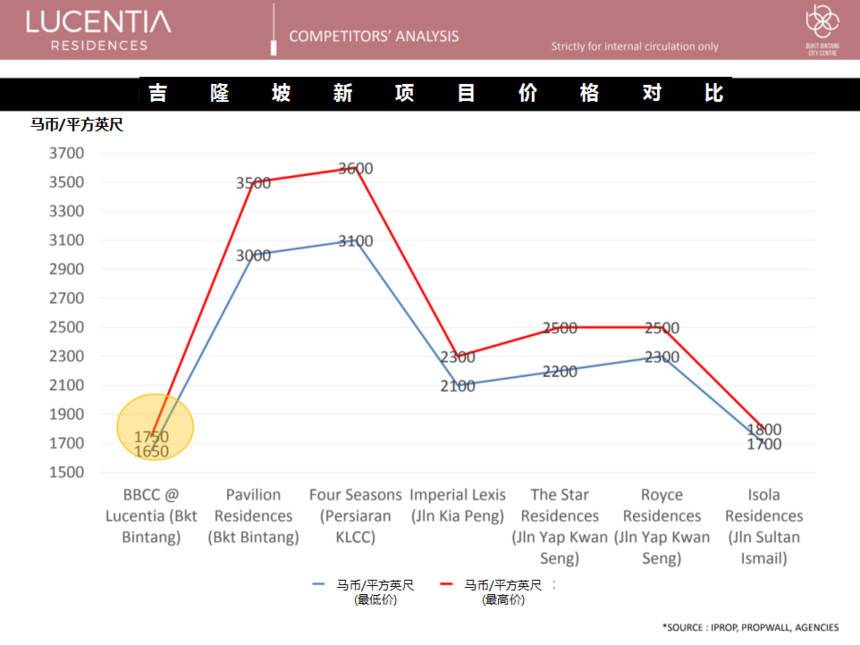 LUCENTIA
RESIDENCES
COMPETITORS' ANALYSIS
Strictly for internal circulation only
BUKIT BINTANG
CITY CENTRE
吉隆坡新项目价格对比
马币/平方英尺
3700
3500
3300
3100
2900
2700
2500
2300
2100
1900
1700
1500
3500
3600
3000
3100
2300
2500
2500
2100
2200
2300
1750
1650
1800
1700
BBCC @
Lucentia (Bkt
Bintang)
Pavilion
Residences
(Bkt Bintang)
Four Seasons
(Persiaran
KLCC)
Imperial Lexis
(Jln Kia Peng)
The Star
Residences
(Jln Yap Kwan
Seng)
Royce
Residences
(Jln Yap Kwan
Seng)
Isola
Residences
(Jln Sultan
Ismail)
马币/平方英尺
(最低价)
马币/平方英尺 :
(最高价)
*SOURCE : IPROP, PROPWALL, AGENCIES